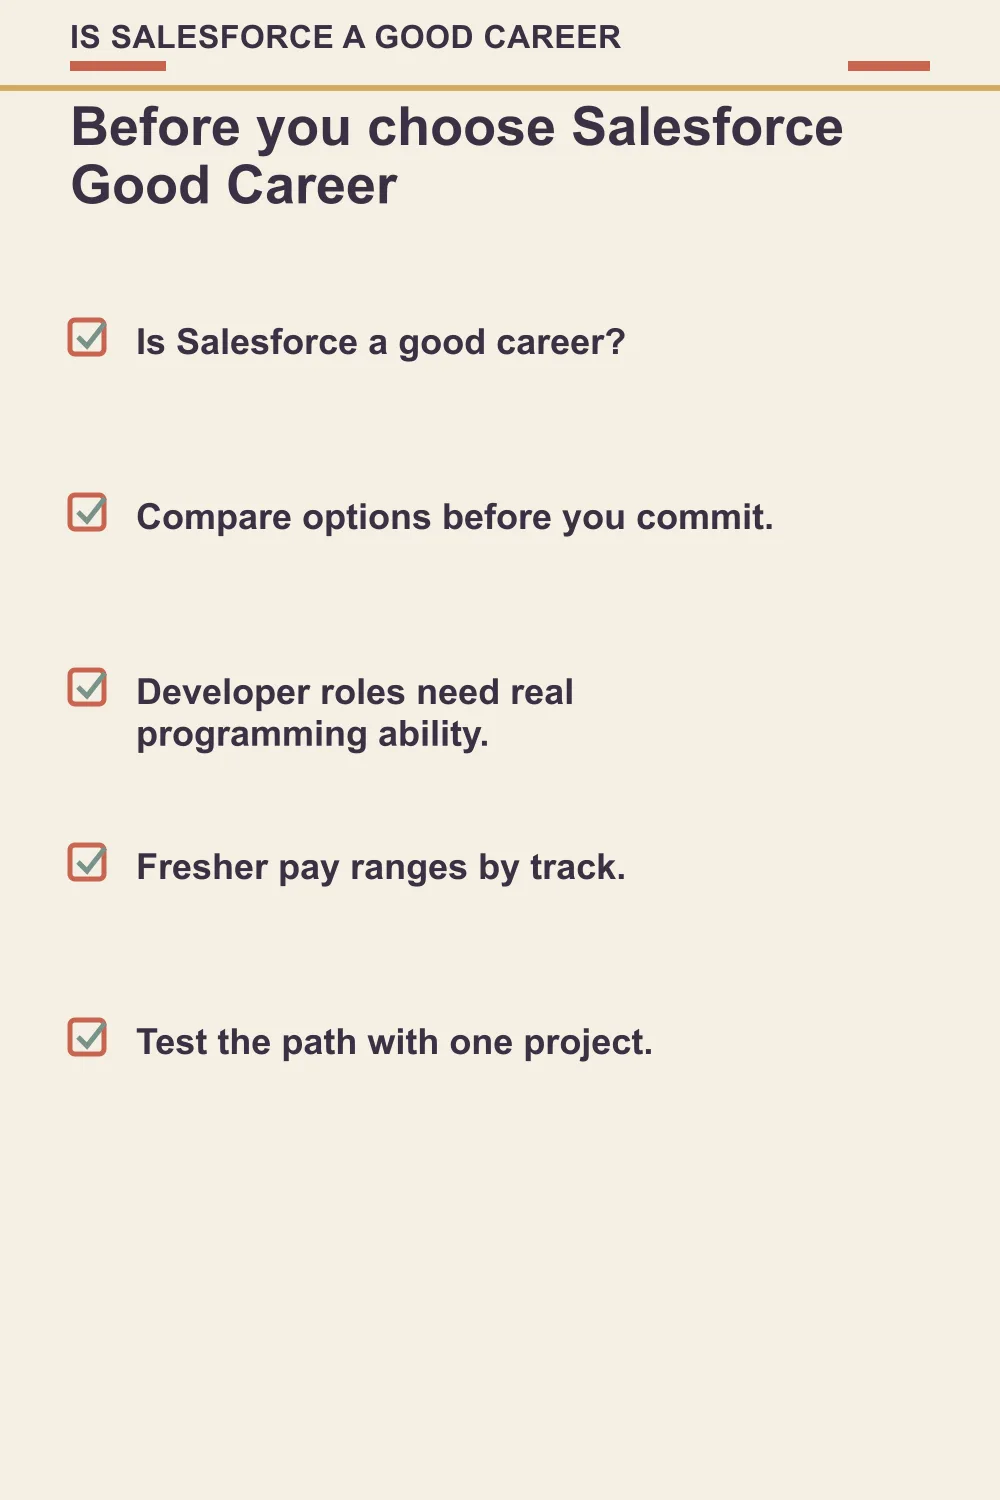 IS SALESFORCE A GOOD CAREER
Before you choose Salesforce
Good Career
Is Salesforce a good career?
Compare options before you commit.
Developer roles need real
programming ability.
Fresher pay ranges by track.
Test the path with one project.